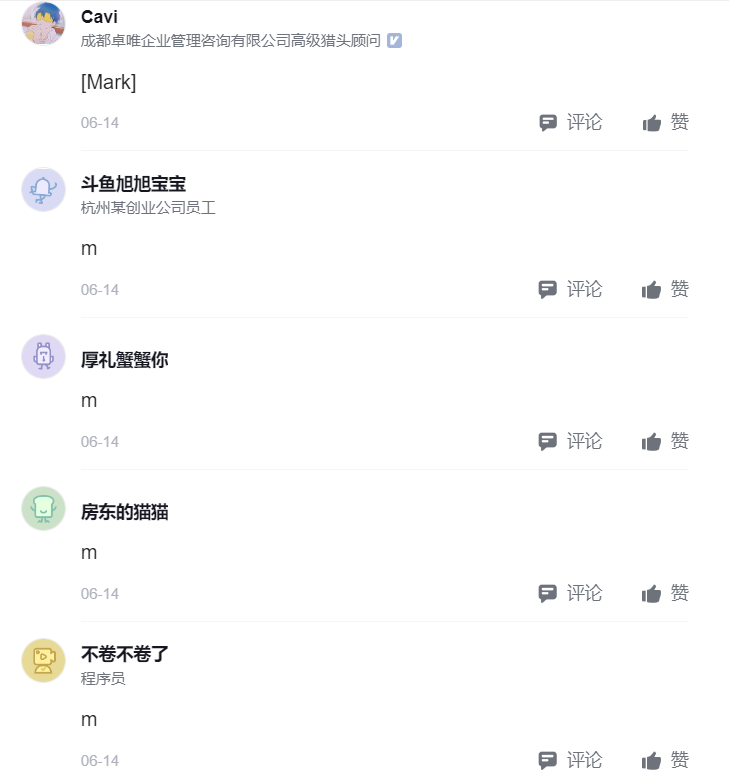 Cavi
成都卓唯企业管理咨询有限公司高级猎头顾问
[Mark]
06-14 评论 赞
斗鱼旭旭宝宝
杭州某创业公司员工
m
06-14 评论 赞
厚礼蟹蟹你
m
06-14 评论 赞
房东的猫猫
m
06-14 评论 赞
不卷不卷了
程序员
m
06-14 评论 赞